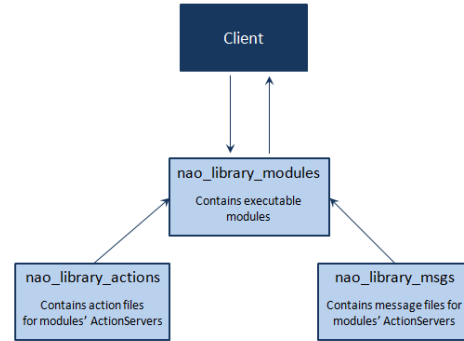 Client
nao_library_modules
Contains executable
modules
nao_library_actions
Contains action files
for modules' ActionServers
nao_library_msgs
Contains message files for
modules' ActionServers